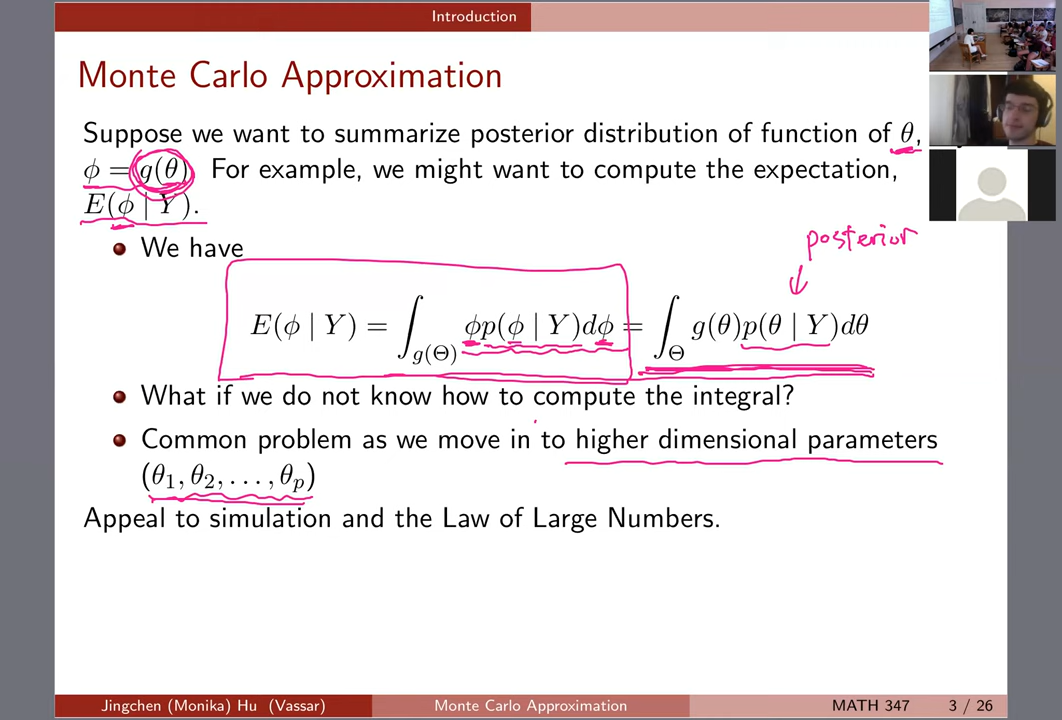 Introduction
Monte Carlo Approximation
Suppose we want to summarize posterior distribution of function of θ,
ϕ = g(θ). For example, we might want to compute the expectation,
E(ϕ | Y).
We have
posterior
E(ϕ | Y) = ∫_{g(Θ)} ϕp(ϕ | Y)dϕ = ∫_Θ g(θ)p(θ | Y)dθ
What if we do not know how to compute the integral?
Common problem as we move in to higher dimensional parameters
(θ₁, θ₂, . . . , θₚ)
Appeal to simulation and the Law of Large Numbers.
Jingchen (Monika) Hu (Vassar) Monte Carlo Approximation MATH 347 3 / 26